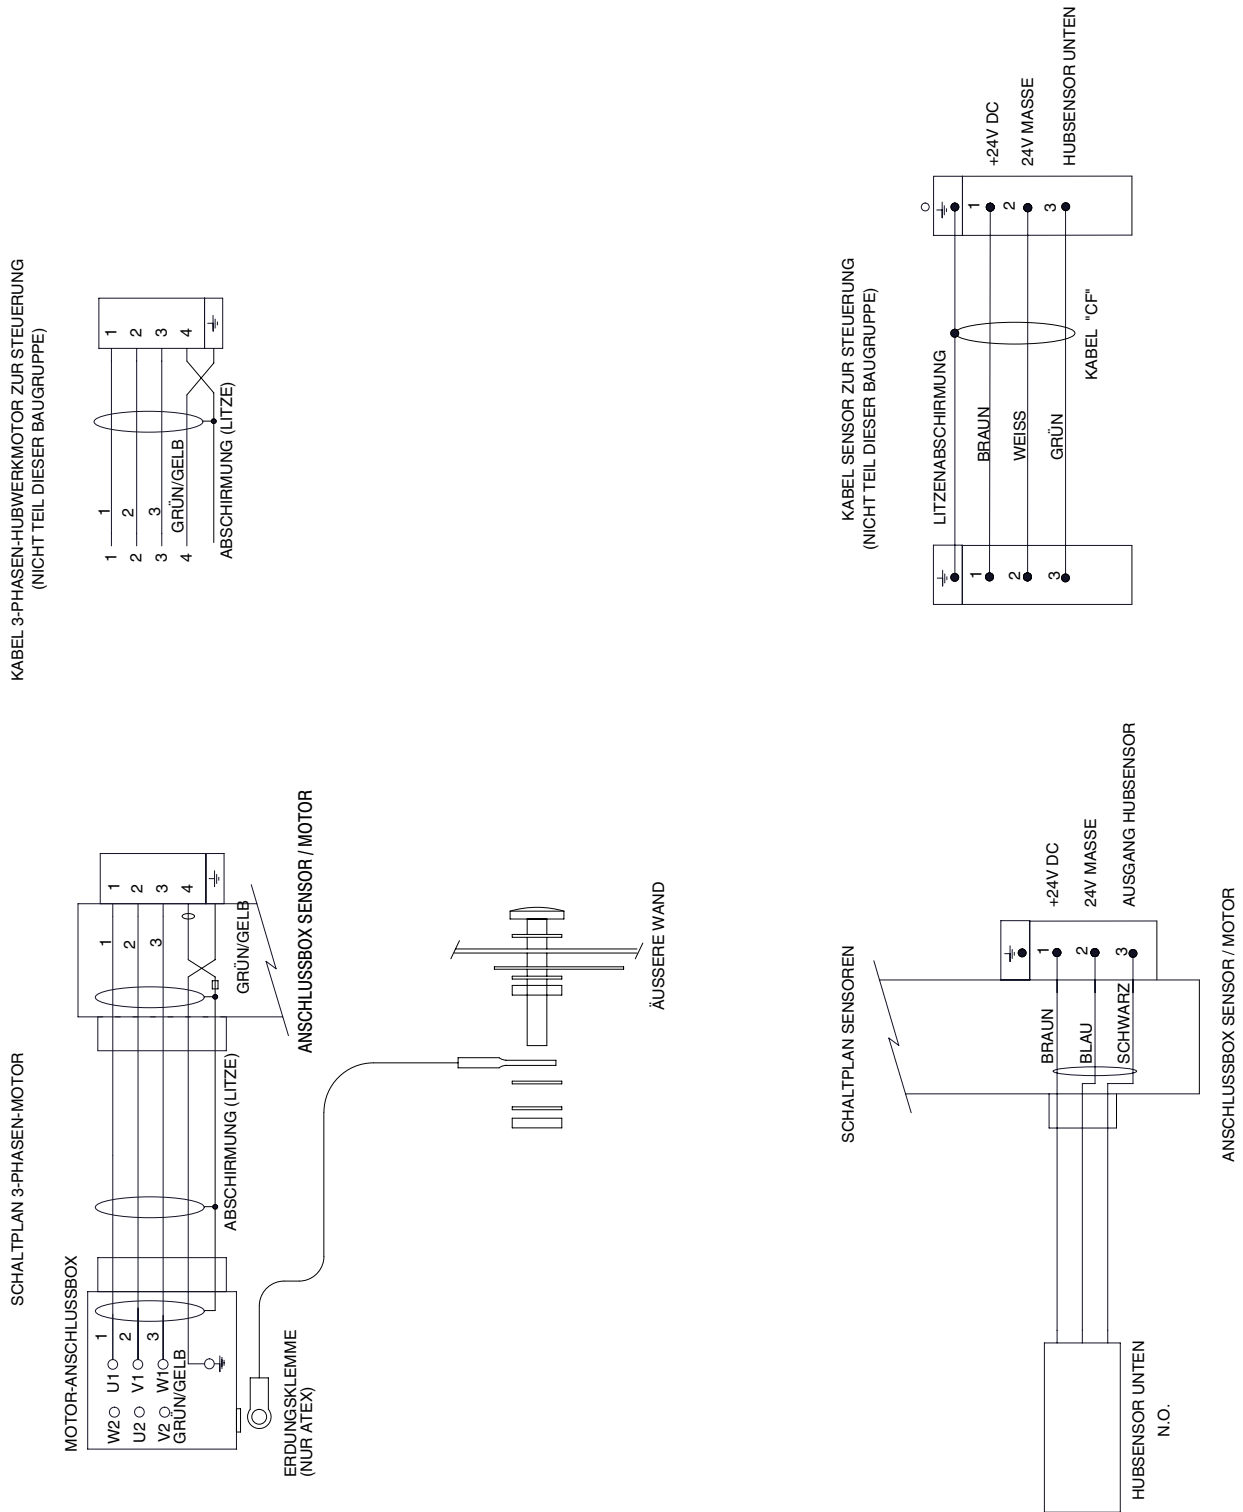 SCHALTPLAN 3-PHASEN-MOTOR
MOTOR-ANSCHLUSSBOX
W2 U1 1
U2 V1 2
V2 W1 3
GRÜN/GELB
ABSCHIRMUNG (LITZE)
1 1
2 2
3 3
4
GRÜN/GELB
ANSCHLUSSBOX SENSOR / MOTOR
ERDUNGSKLEMME
(NUR ATEX)
ÄUSSERE WAND
KABEL 3-PHASEN-HUBWERKMOTOR ZUR STEUERUNG
(NICHT TEIL DIESER BAUGRUPPE)
1 1 1
2 2 2
3 3 3
4 GRÜN/GELB 4
ABSCHIRMUNG (LITZE)
SCHALTPLAN SENSOREN
BRAUN 1 +24V DC
BLAU 2 24V MASSE
SCHWARZ 3 AUSGANG HUBSENSOR
HUBSENSOR UNTEN
N.O.
ANSCHLUSSBOX SENSOR / MOTOR
KABEL SENSOR ZUR STEUERUNG
(NICHT TEIL DIESER BAUGRUPPE)
LITZENABSCHIRMUNG
1 BRAUN 1 +24V DC
2 WEISS 2 24V MASSE
3 GRÜN 3 HUBSENSOR UNTEN
KABEL "CF"